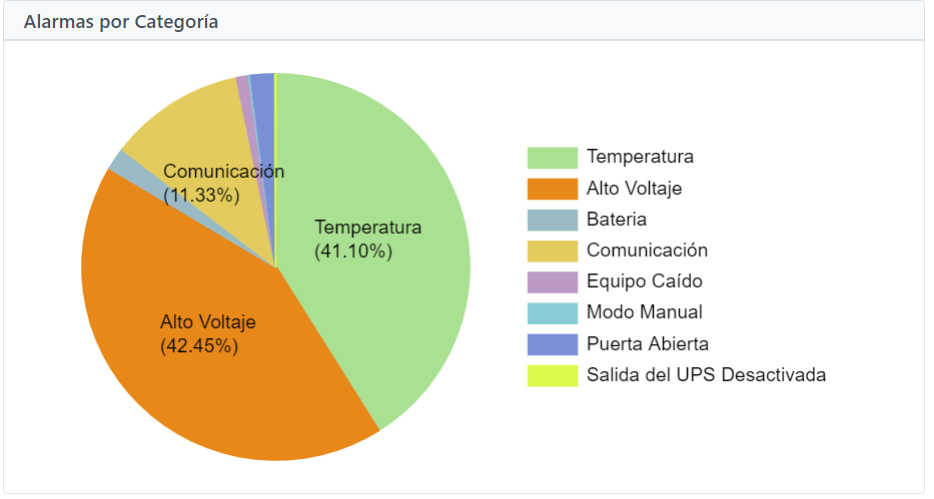 Alarmas por Categoría
Comunicación
(11.33%)
Temperatura
(41.10%)
Alto Voltaje
(42.45%)
Temperatura
Alto Voltaje
Bateria
Comunicación
Equipo Caído
Modo Manual
Puerta Abierta
Salida del UPS Desactivada